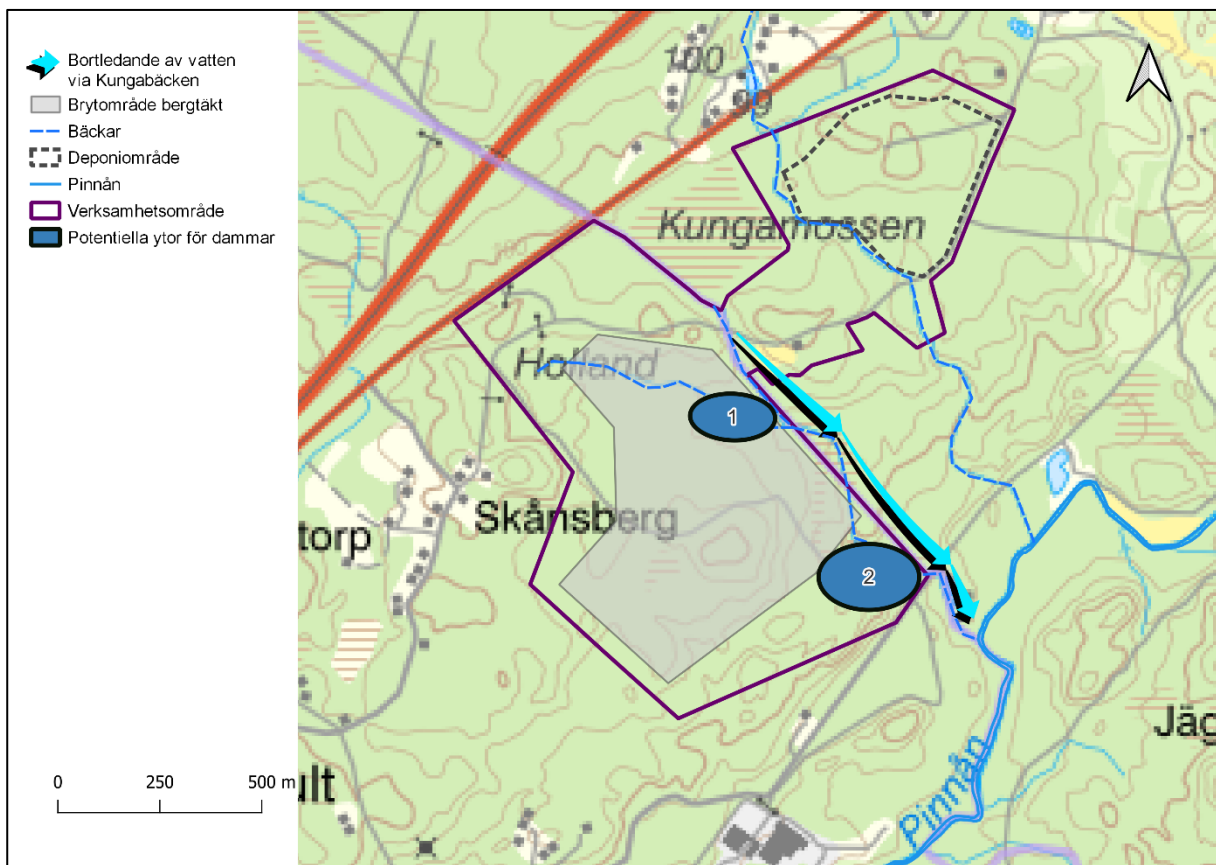 Bortledande av vatten
via Kungabäcken
Brytområde bergtäkt
Bäckar
Deponiområde
Pinnån
Verksamhetsområde
Potentiella ytor för dammar
0 250 500 m
100
99
Kungamossen
Holland
1
Skånsberg
torp
2
Jäg
Pinnån
ult